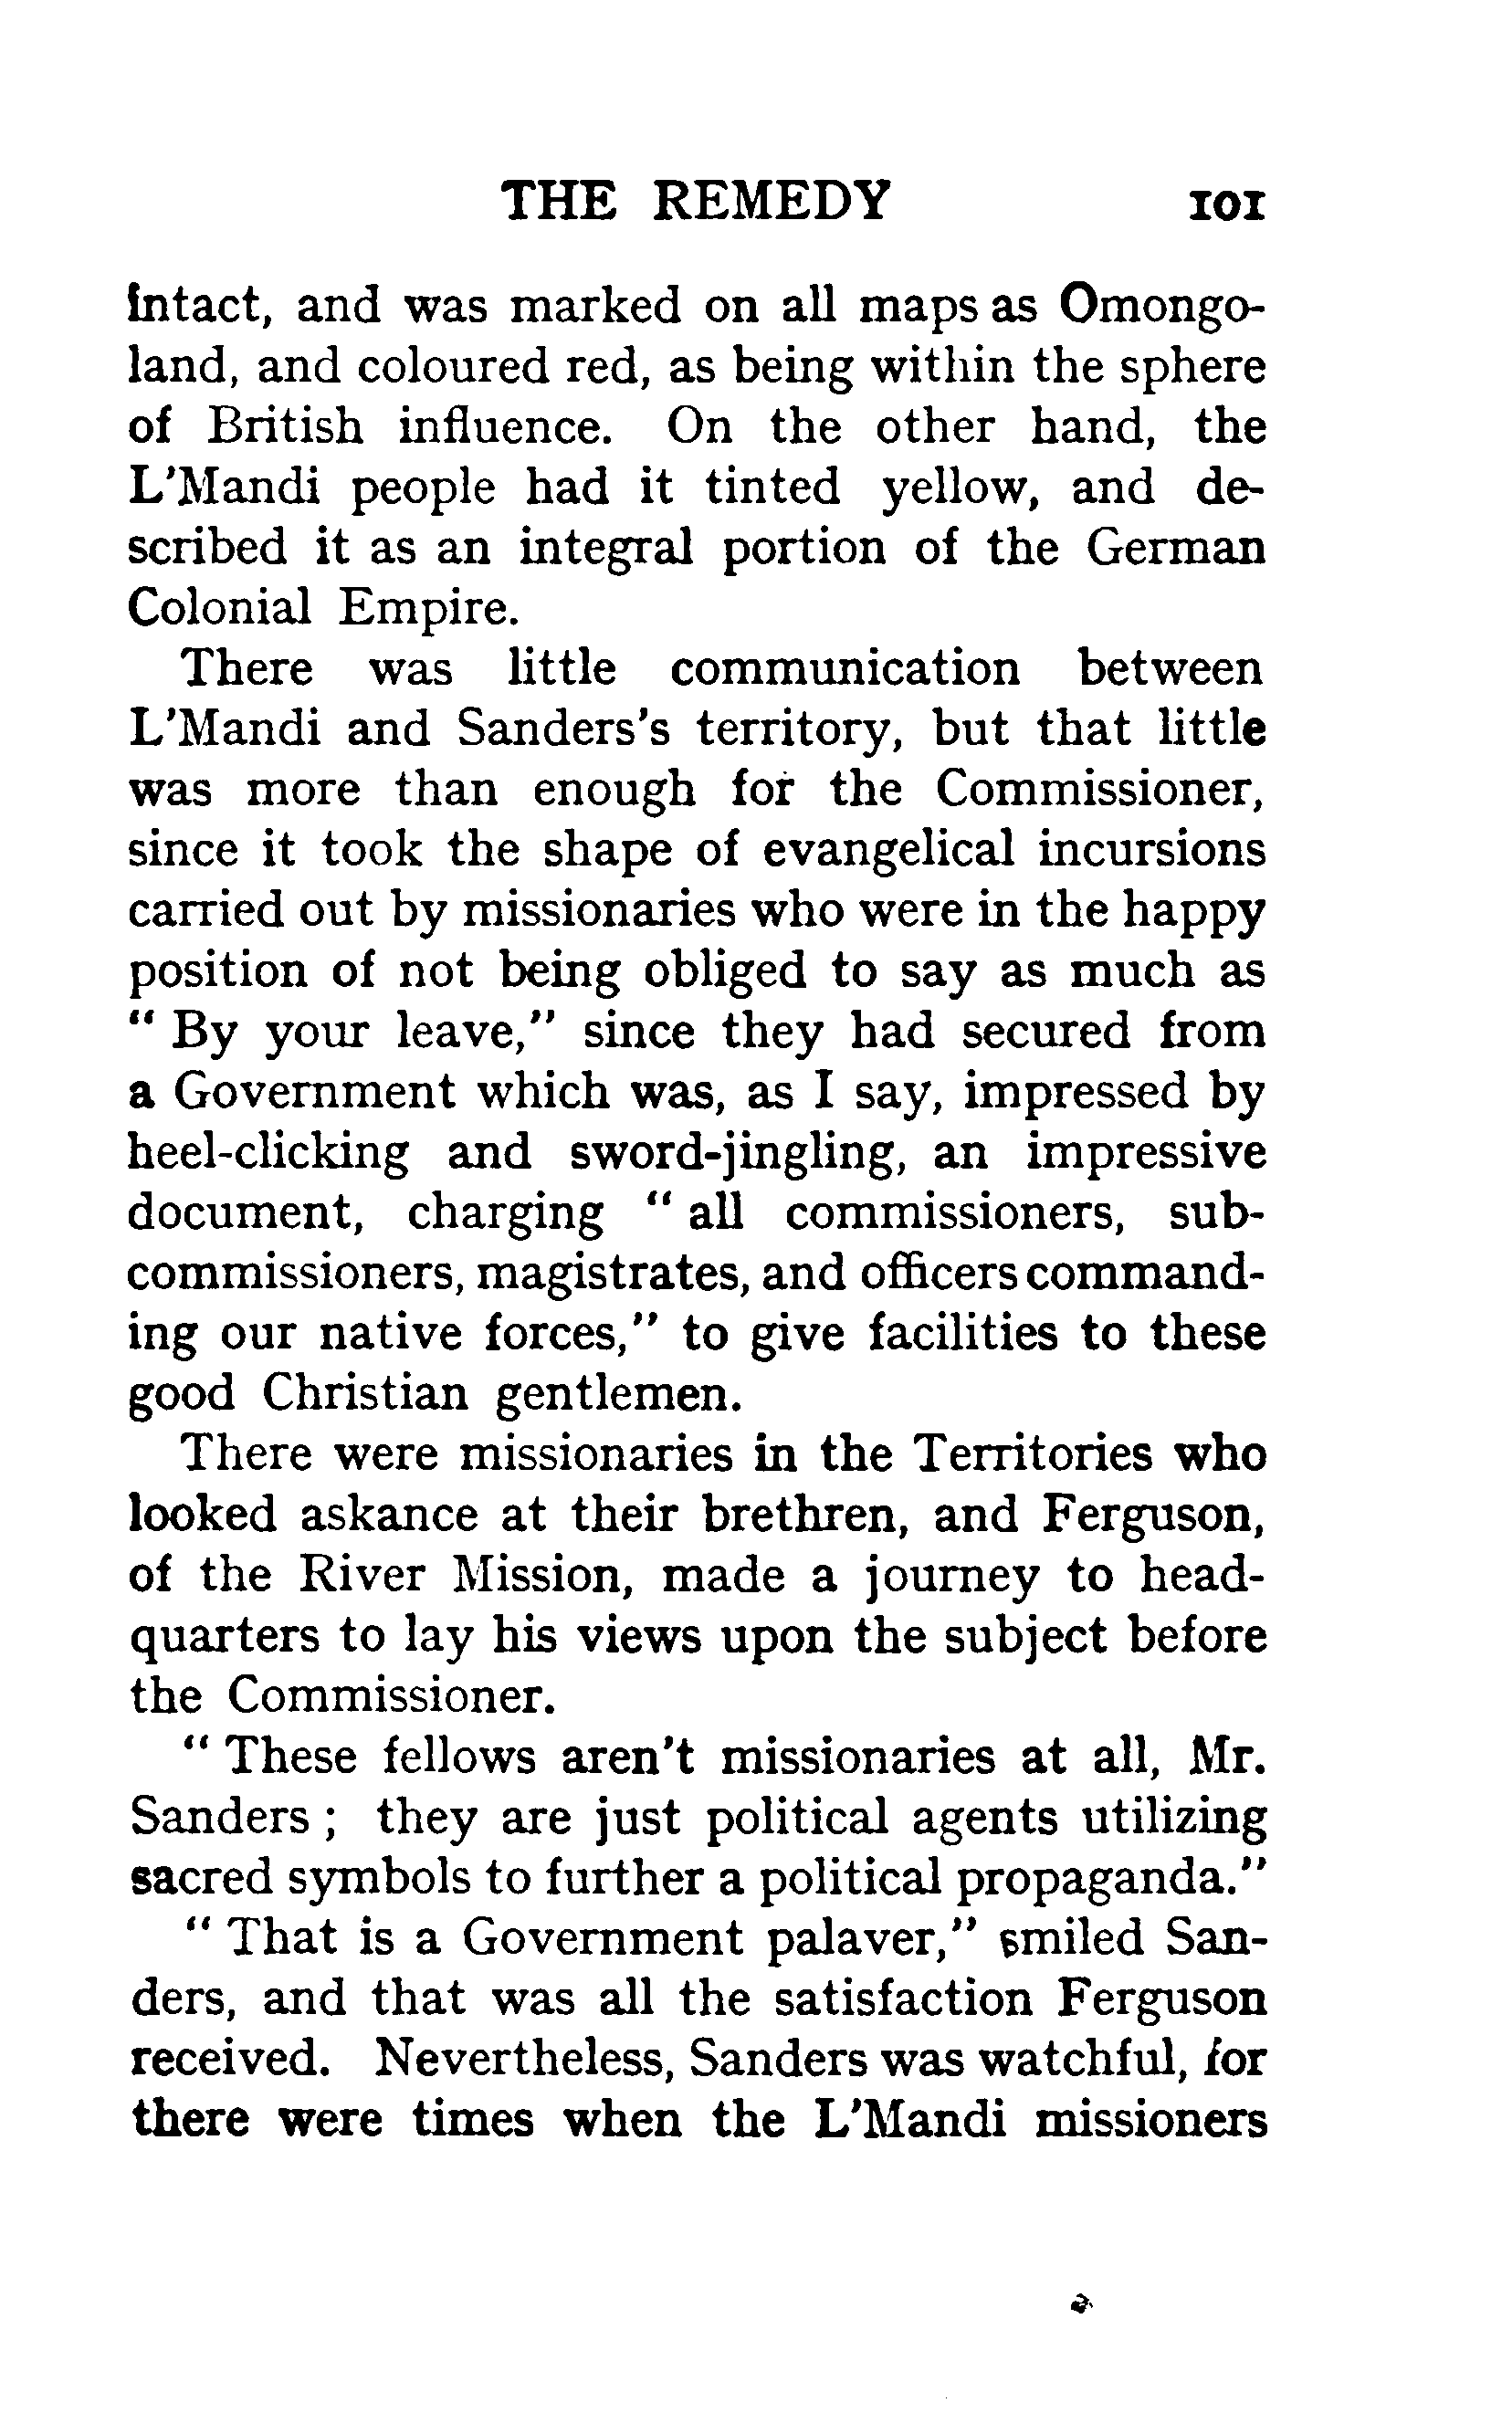 THE REMEDY 101
intact, and was marked on all maps as Omongo-
land, and coloured red, as being within the sphere
of British influence. On the other hand, the
L'Mandi people had it tinted yellow, and de-
scribed it as an integral portion of the German
Colonial Empire.
There was little communication between
L'Mandi and Sanders's territory, but that little
was more than enough for the Commissioner,
since it took the shape of evangelical incursions
carried out by missionaries who were in the happy
position of not being obliged to say as much as
" By your leave," since they had secured from
a Government which was, as I say, impressed by
heel-clicking and sword-jingling, an impressive
document, charging " all commissioners, sub-
commissioners, magistrates, and officers command-
ing our native forces," to give facilities to these
good Christian gentlemen.
There were missionaries in the Territories who
looked askance at their brethren, and Ferguson,
of the River Mission, made a journey to head-
quarters to lay his views upon the subject before
the Commissioner.
" These fellows aren't missionaries at all, Mr.
Sanders ; they are just political agents utilizing
sacred symbols to further a political propaganda."
" That is a Government palaver," smiled San-
ders, and that was all the satisfaction Ferguson
received. Nevertheless, Sanders was watchful, for
there were times when the L'Mandi missioners